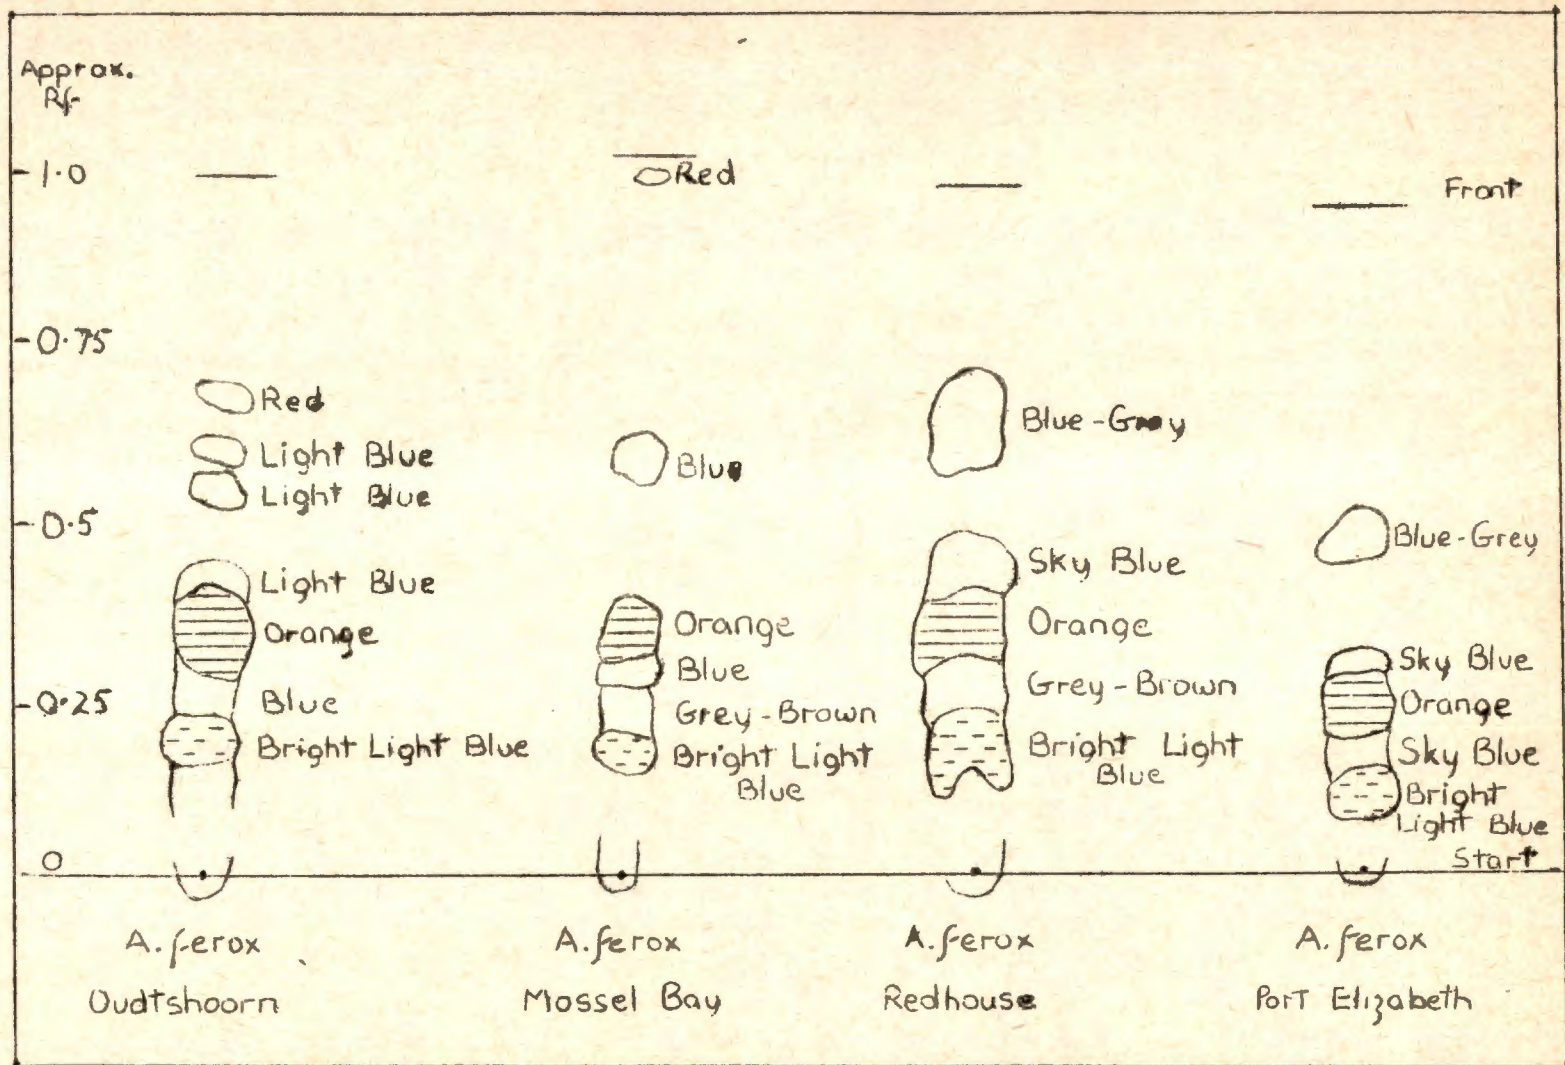 Approx.
Rf
1.0
Red
Front
0.75
Red
Light Blue
Light Blue
Blue
Blue-Grey
0.5
Blue-Grey
Light Blue
Orange
Orange
Blue
Sky Blue
Orange
Sky Blue
0.25
Blue
Grey-Brown
Grey-Brown
Orange
Bright Light Blue
Bright Light
Blue
Bright Light
Blue
Sky Blue
Bright
Light Blue
0
Start
A. ferox
Oudtshoorn
A. ferox
Mossel Bay
A. ferox
Redhouse
A. ferox
Port Elizabeth